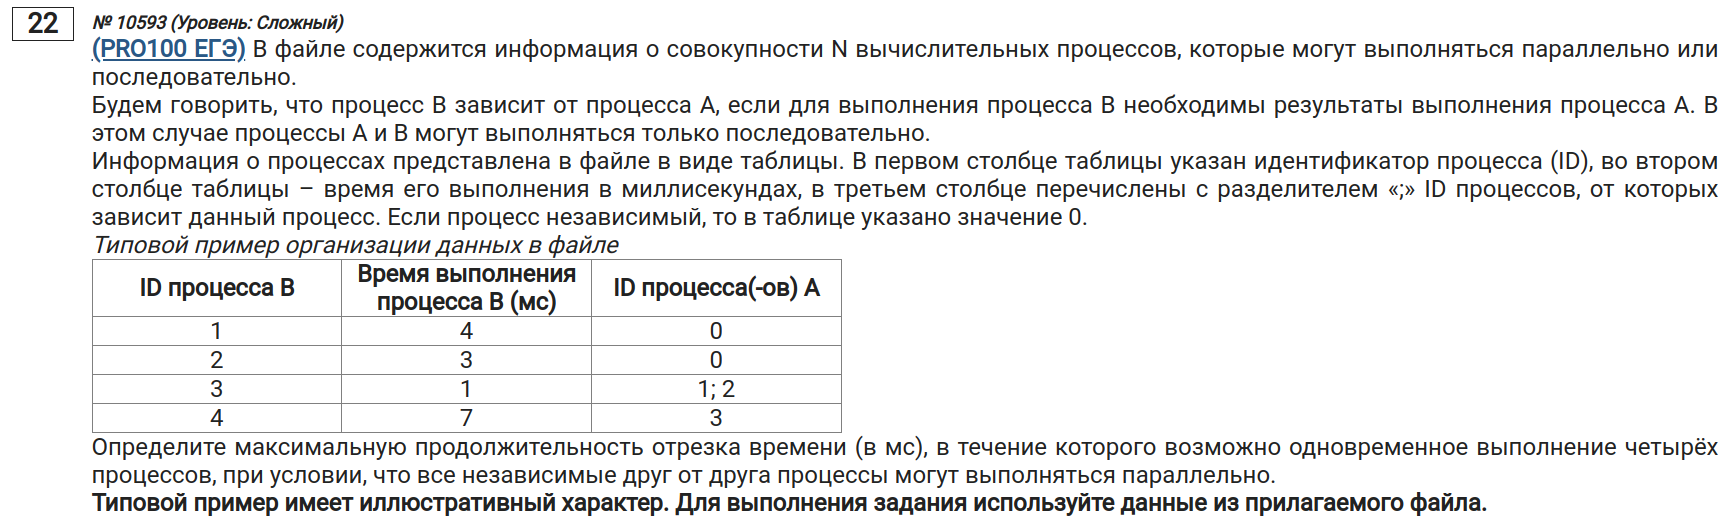 22
№ 10593 (Уровень: Сложный)
(PRO100 ЕГЭ) В файле содержится информация о совокупности N вычислительных процессов, которые могут выполняться параллельно или
последовательно.
Будем говорить, что процесс B зависит от процесса A, если для выполнения процесса B необходимы результаты выполнения процесса A. В
этом случае процессы A и B могут выполняться только последовательно.
Информация о процессах представлена в файле в виде таблицы. В первом столбце таблицы указан идентификатор процесса (ID), во втором
столбце таблицы – время его выполнения в миллисекундах, в третьем столбце перечислены с разделителем «;» ID процессов, от которых
зависит данный процесс. Если процесс независимый, то в таблице указано значение 0.
Типовой пример организации данных в файле
ID процесса B Время выполнения процесса B (мс) ID процесса(-ов) A
1 4 0
2 3 0
3 1 1; 2
4 7 3
Определите максимальную продолжительность отрезка времени (в мс), в течение которого возможно одновременное выполнение четырёх
процессов, при условии, что все независимые друг от друга процессы могут выполняться параллельно.
Типовой пример имеет иллюстративный характер. Для выполнения задания используйте данные из прилагаемого файла.